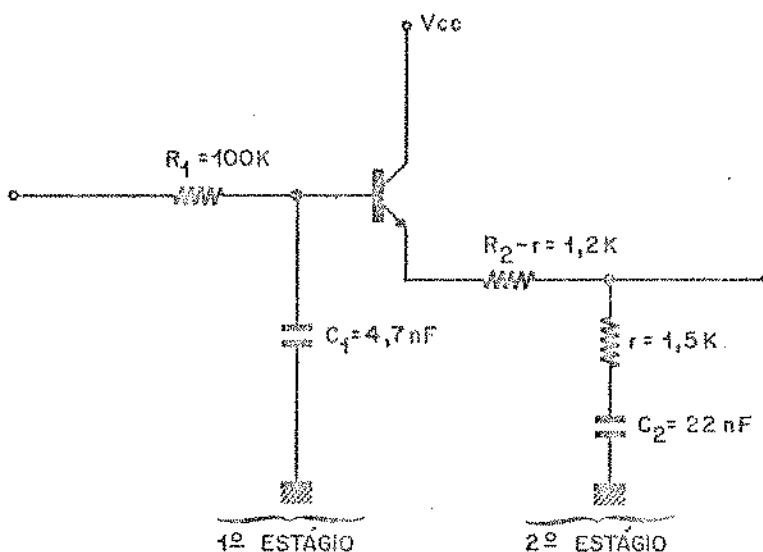 Vcc
R₁ = 100K
R₂-r = 1,2K
C₁ = 4,7 nF
r = 1,5K
C₂ = 22 nF
1º ESTÁGIO
2º ESTÁGIO